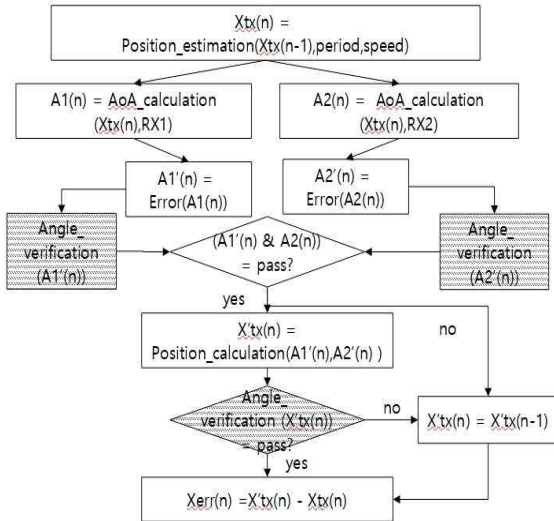 Xtx(n) =
Position_estimation(Xtx(n-1),period,speed)
A1(n) = AoA_calculation
(Xtx(n),RX1)
A2(n) = AoA_calculation
(Xtx(n),RX2)
A1'(n) =
Error(A1(n))
A2'(n) =
Error(A2(n))
Angle_
verification
(A1'(n))
(A1'(n) & A2(n))
= pass?
Angle_
verification
(A2'(n))
yes
no
X'tx(n) =
Position_calculation(A1'(n),A2'(n) )
Angle_
verification (X'tx(n))
= pass?
no
X'tx(n) = X'tx(n-1)
yes
Xerr(n) =X'tx(n) - Xtx(n)